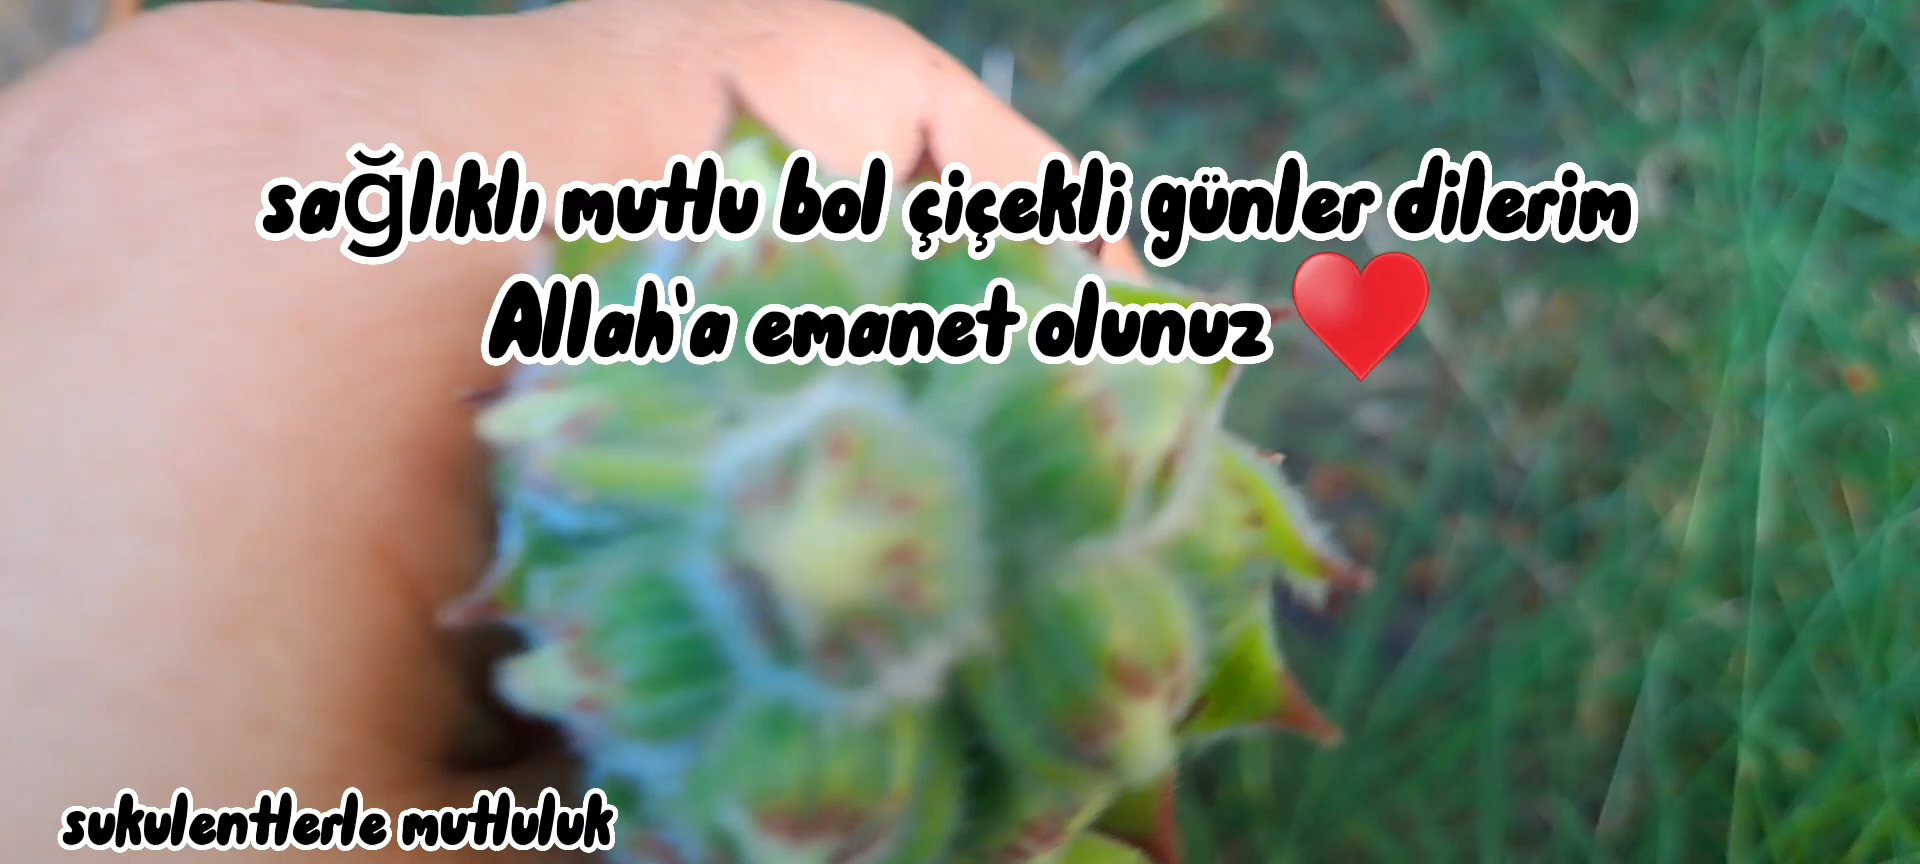 sağlıklı mutlu bol çiçekli günler dilerim
Allah'a emanet olunuz ♥️
sukulentlerle mutluluk